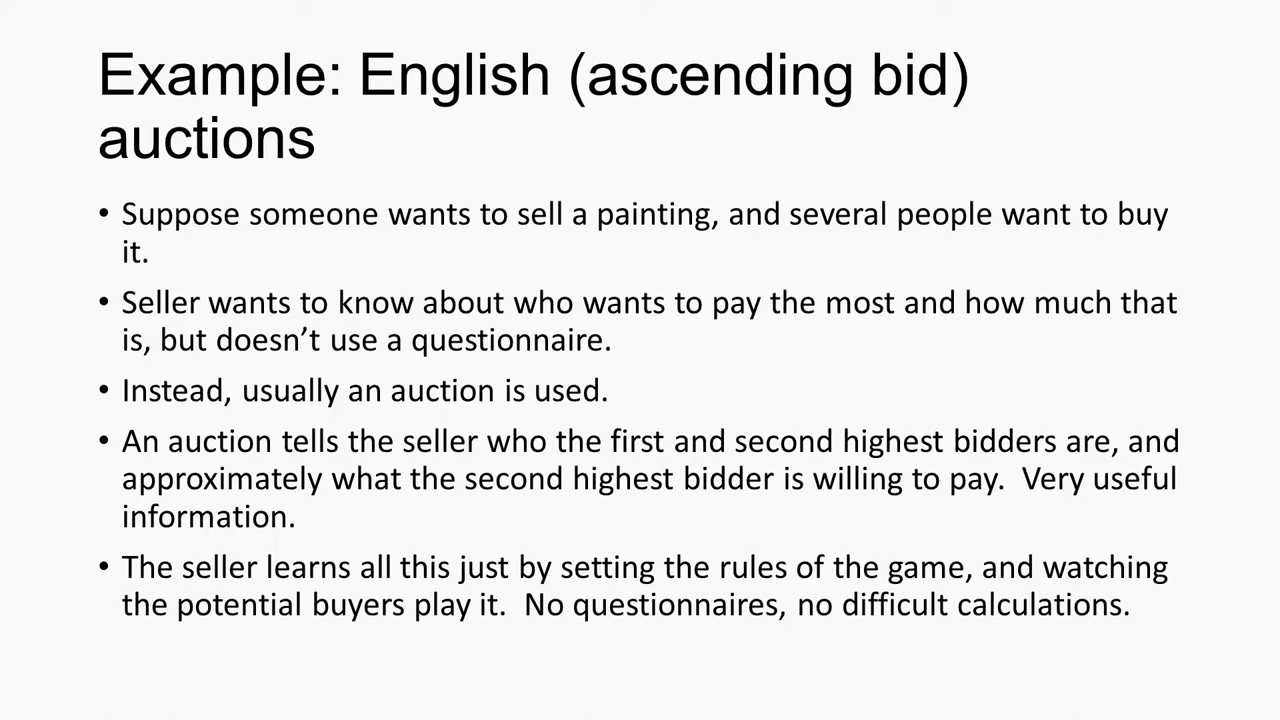 Example: English (ascending bid)
auctions
• Suppose someone wants to sell a painting, and several people want to buy
it.
• Seller wants to know about who wants to pay the most and how much that
is, but doesn’t use a questionnaire.
• Instead, usually an auction is used.
• An auction tells the seller who the first and second highest bidders are, and
approximately what the second highest bidder is willing to pay.  Very useful
information.
• The seller learns all this just by setting the rules of the game, and watching
the potential buyers play it.  No questionnaires, no difficult calculations.